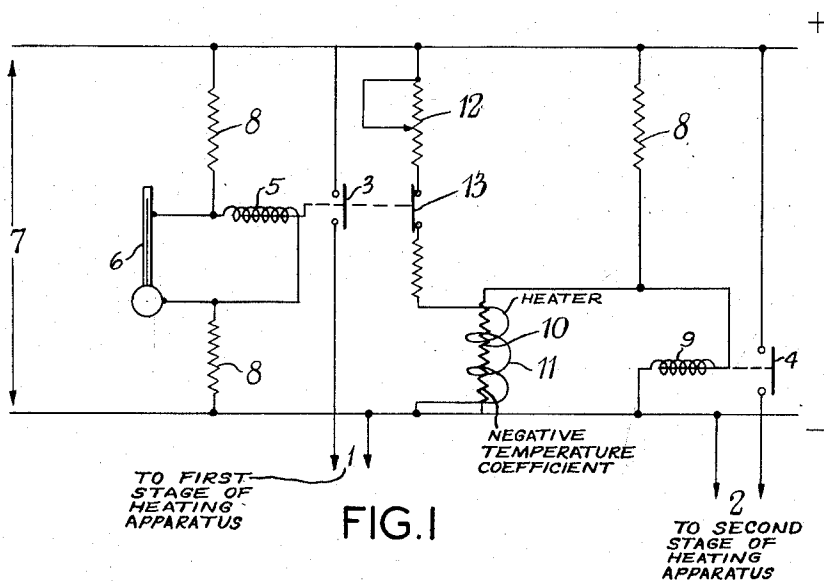 +
8
12
8
5
3
13
7
6
HEATER
10
11
9
4
8
NEGATIVE
TEMPERATURE
COEFFICIENT
−
1
TO FIRST
STAGE OF
HEATING
APPARATUS
FIG.1
2
TO SECOND
STAGE OF
HEATING
APPARATUS